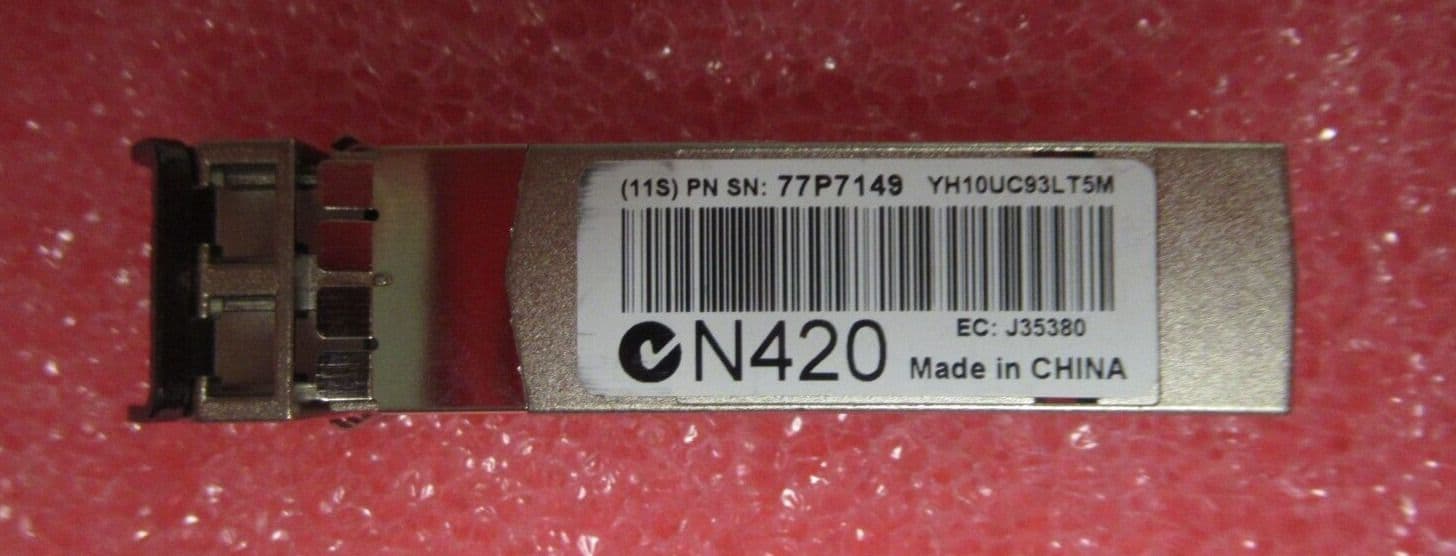 (11S) PN SN: 77P7149 YH10UC93LT5M
N420
EC: J35380
Made in CHINA